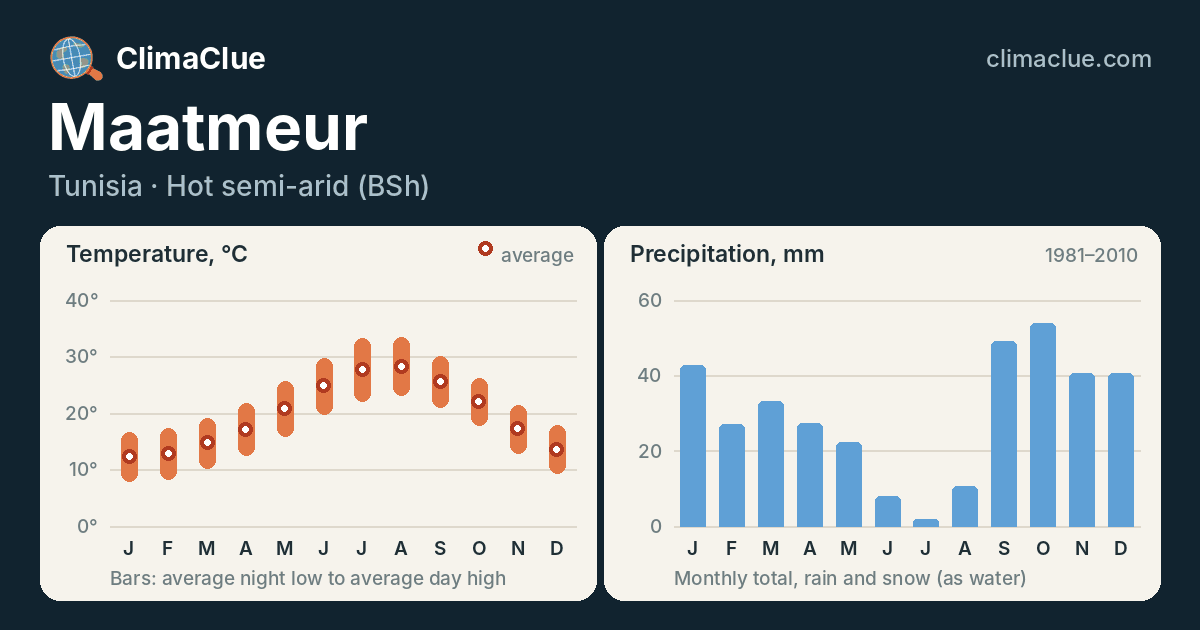 ClimaClue
climaclue.com
Maatmeur
Tunisia · Hot semi-arid (BSh)
Temperature, °C
average
40°
30°
20°
10°
0°
J F M A M J J A S O N D
Bars: average night low to average day high
Precipitation, mm
1981–2010
60
40
20
0
J F M A M J J A S O N D
Monthly total, rain and snow (as water)